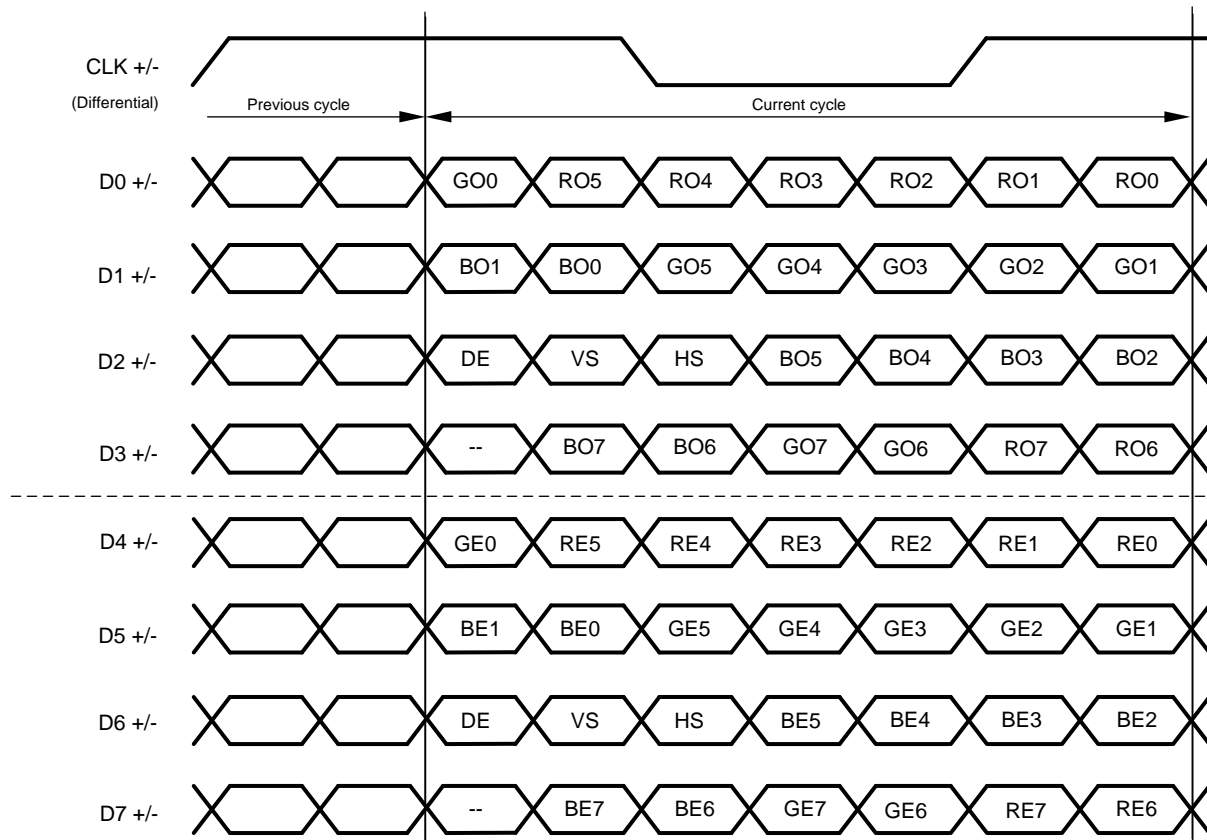 CLK +/-
(Differential)
Previous cycle
Current cycle
D0 +/- GO0 RO5 RO4 RO3 RO2 RO1 RO0
D1 +/- BO1 BO0 GO5 GO4 GO3 GO2 GO1
D2 +/- DE VS HS BO5 BO4 BO3 BO2
D3 +/- -- BO7 BO6 GO7 GO6 RO7 RO6
D4 +/- GE0 RE5 RE4 RE3 RE2 RE1 RE0
D5 +/- BE1 BE0 GE5 GE4 GE3 GE2 GE1
D6 +/- DE VS HS BE5 BE4 BE3 BE2
D7 +/- -- BE7 BE6 GE7 GE6 RE7 RE6